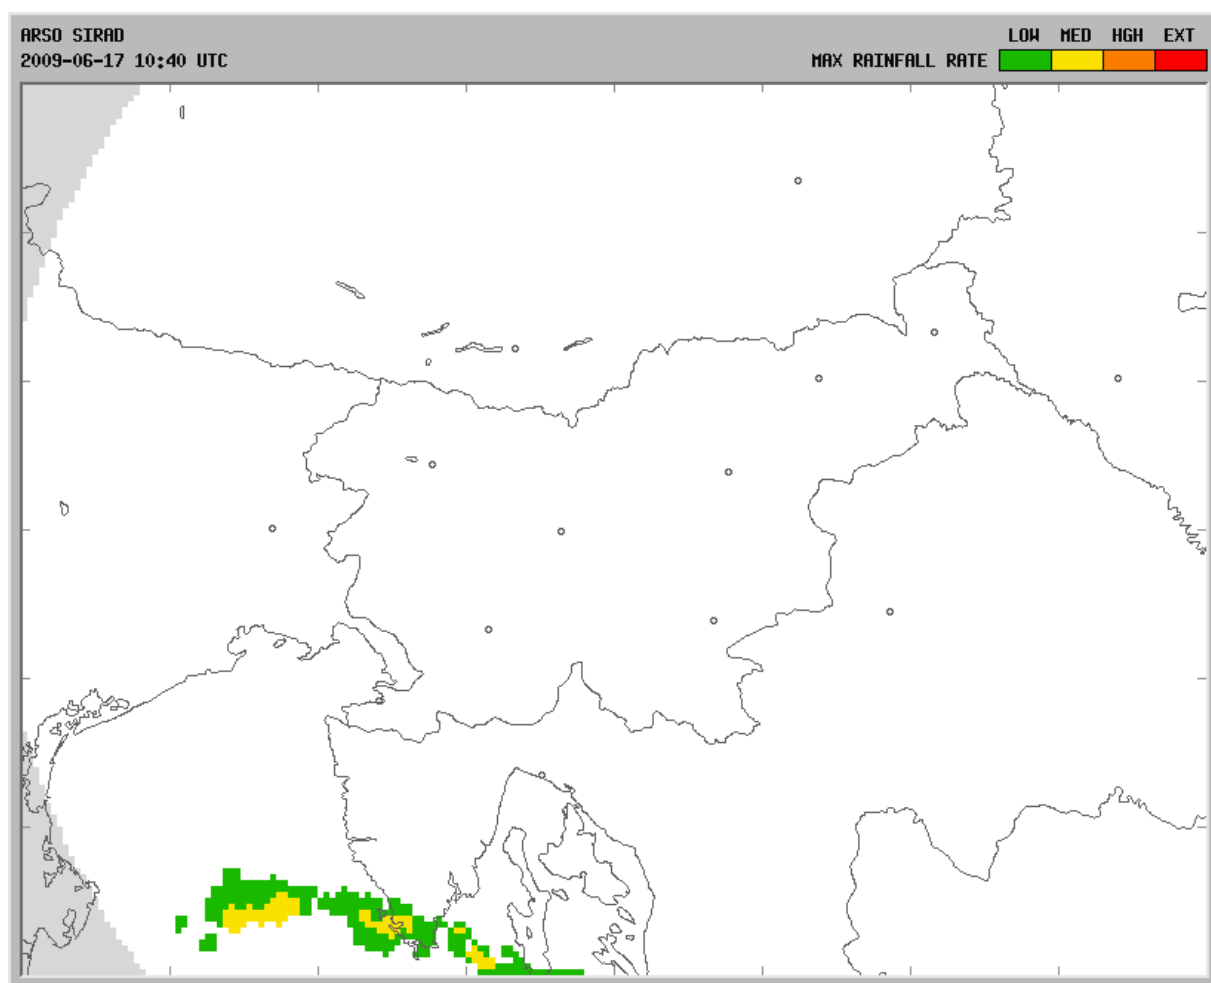 ARSO SIRAD
2009-06-17 10:40 UTC
LOW MED HGH EXT
MAX RAINFALL RATE